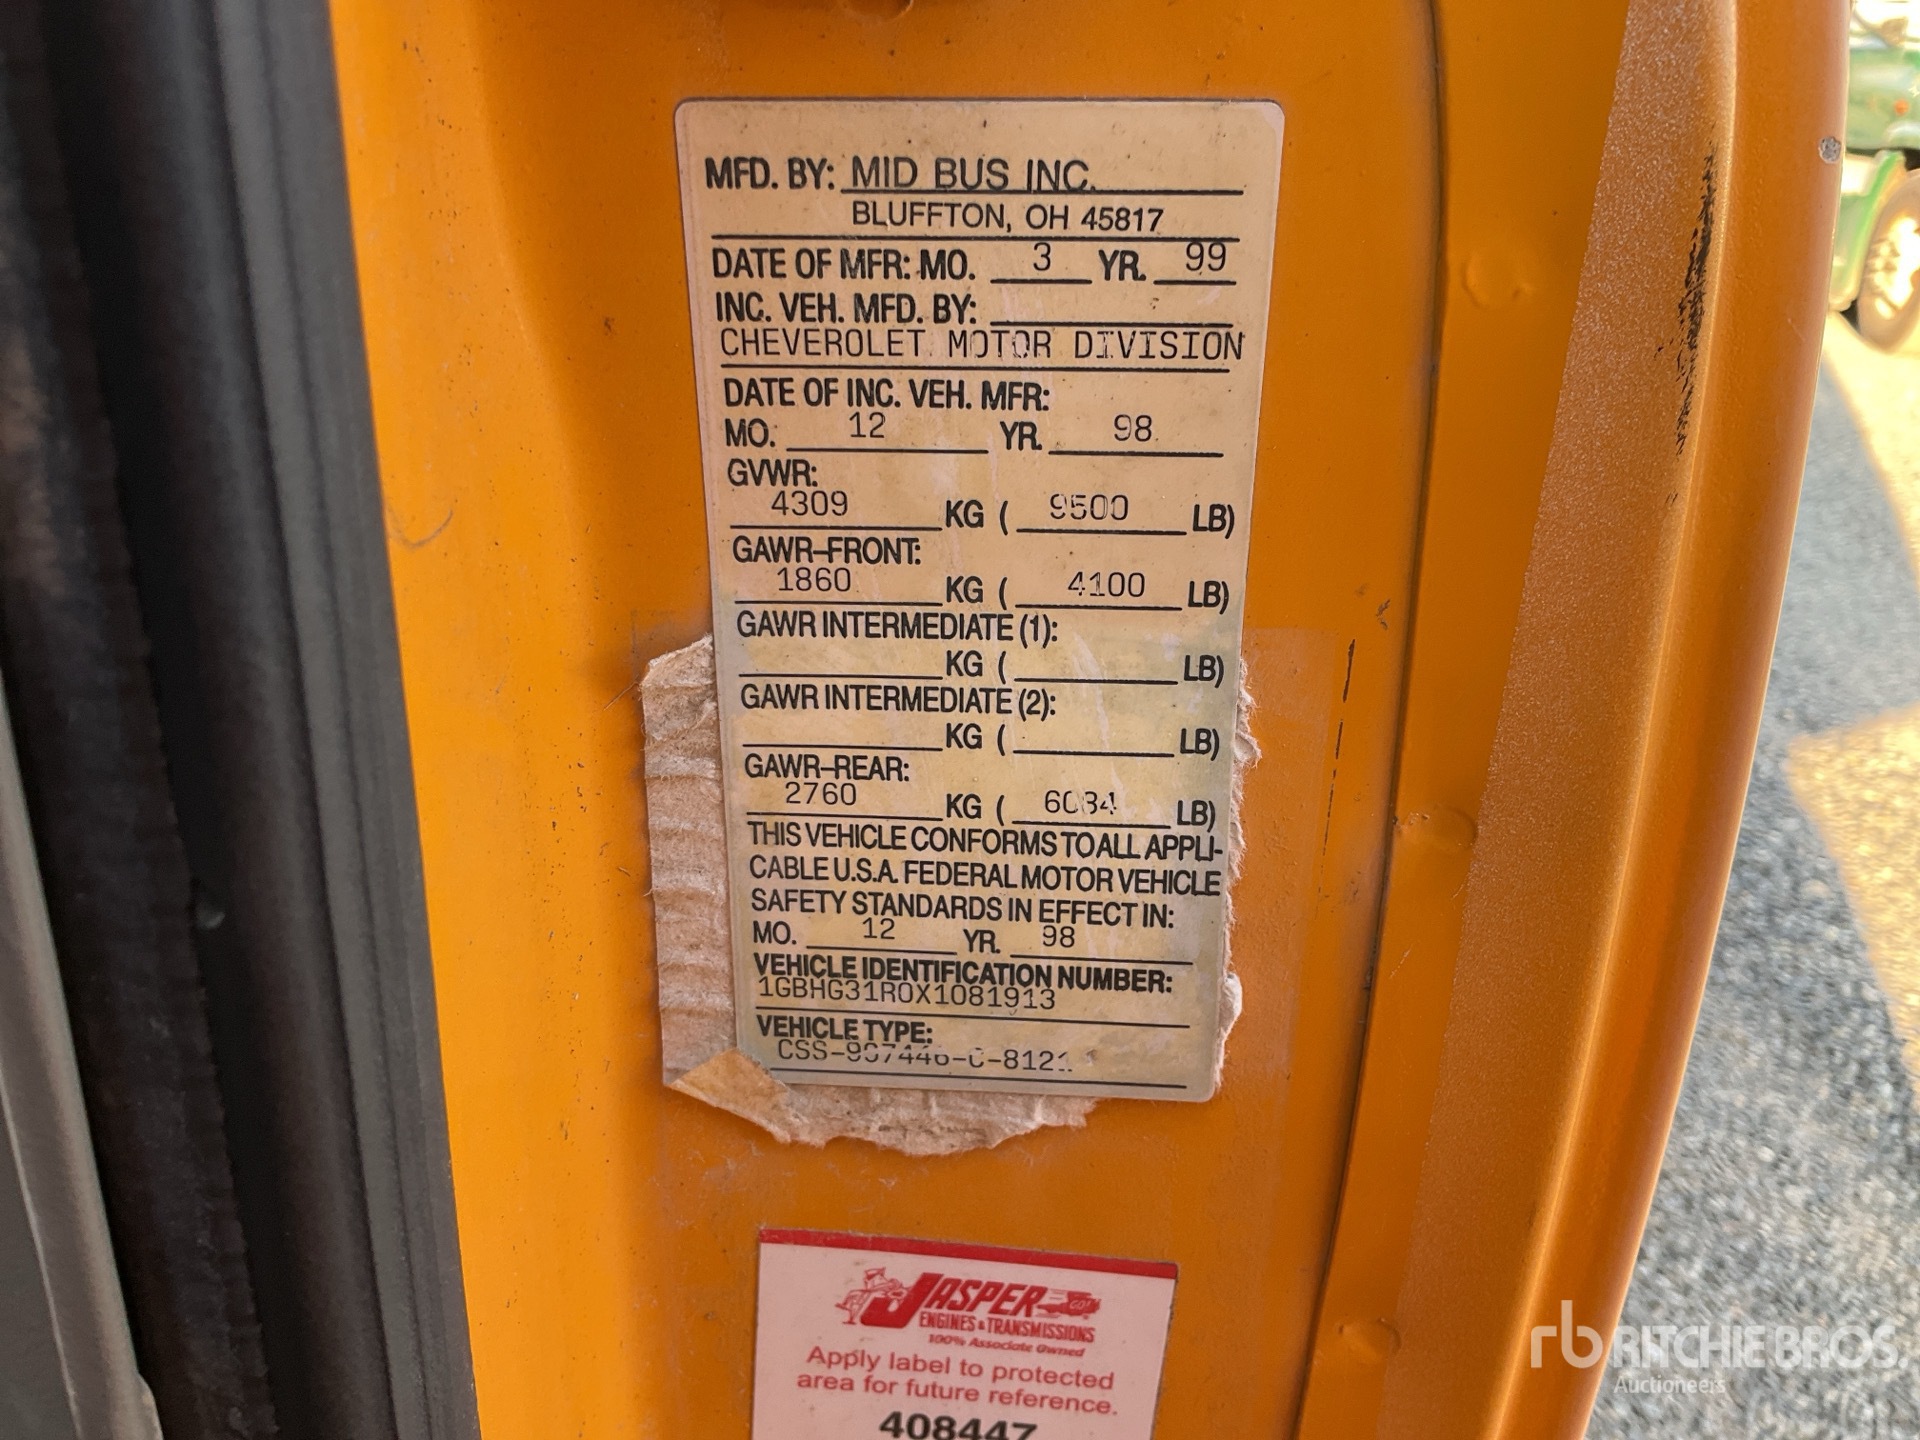 MFD. BY: MID BUS INC.
BLUFFTON, OH 45817
DATE OF MFR: MO. 3 YR. 99
INC. VEH. MFD. BY:
CHEVEROLET MOTOR DIVISION
DATE OF INC. VEH. MFR:
MO. 12 YR. 98
GVWR:
4309 KG ( 9500 LB)
GAWR-FRONT:
1860 KG ( 4100 LB)
GAWR INTERMEDIATE (1):
KG ( LB)
GAWR INTERMEDIATE (2):
KG ( LB)
GAWR-REAR:
2760 KG ( 6084 LB)
THIS VEHICLE CONFORMS TO ALL APPLI-
CABLE U.S.A. FEDERAL MOTOR VEHICLE
SAFETY STANDARDS IN EFFECT IN:
MO. 12 YR. 98
VEHICLE IDENTIFICATION NUMBER:
1GBHG31R0X1081913
VEHICLE TYPE:
JASPER GO!
ENGINES & TRANSMISSIONS
100% Associate Owned
Apply label to protected
area for future reference.
408447
rb RITCHIE BROS.
Auctioneers